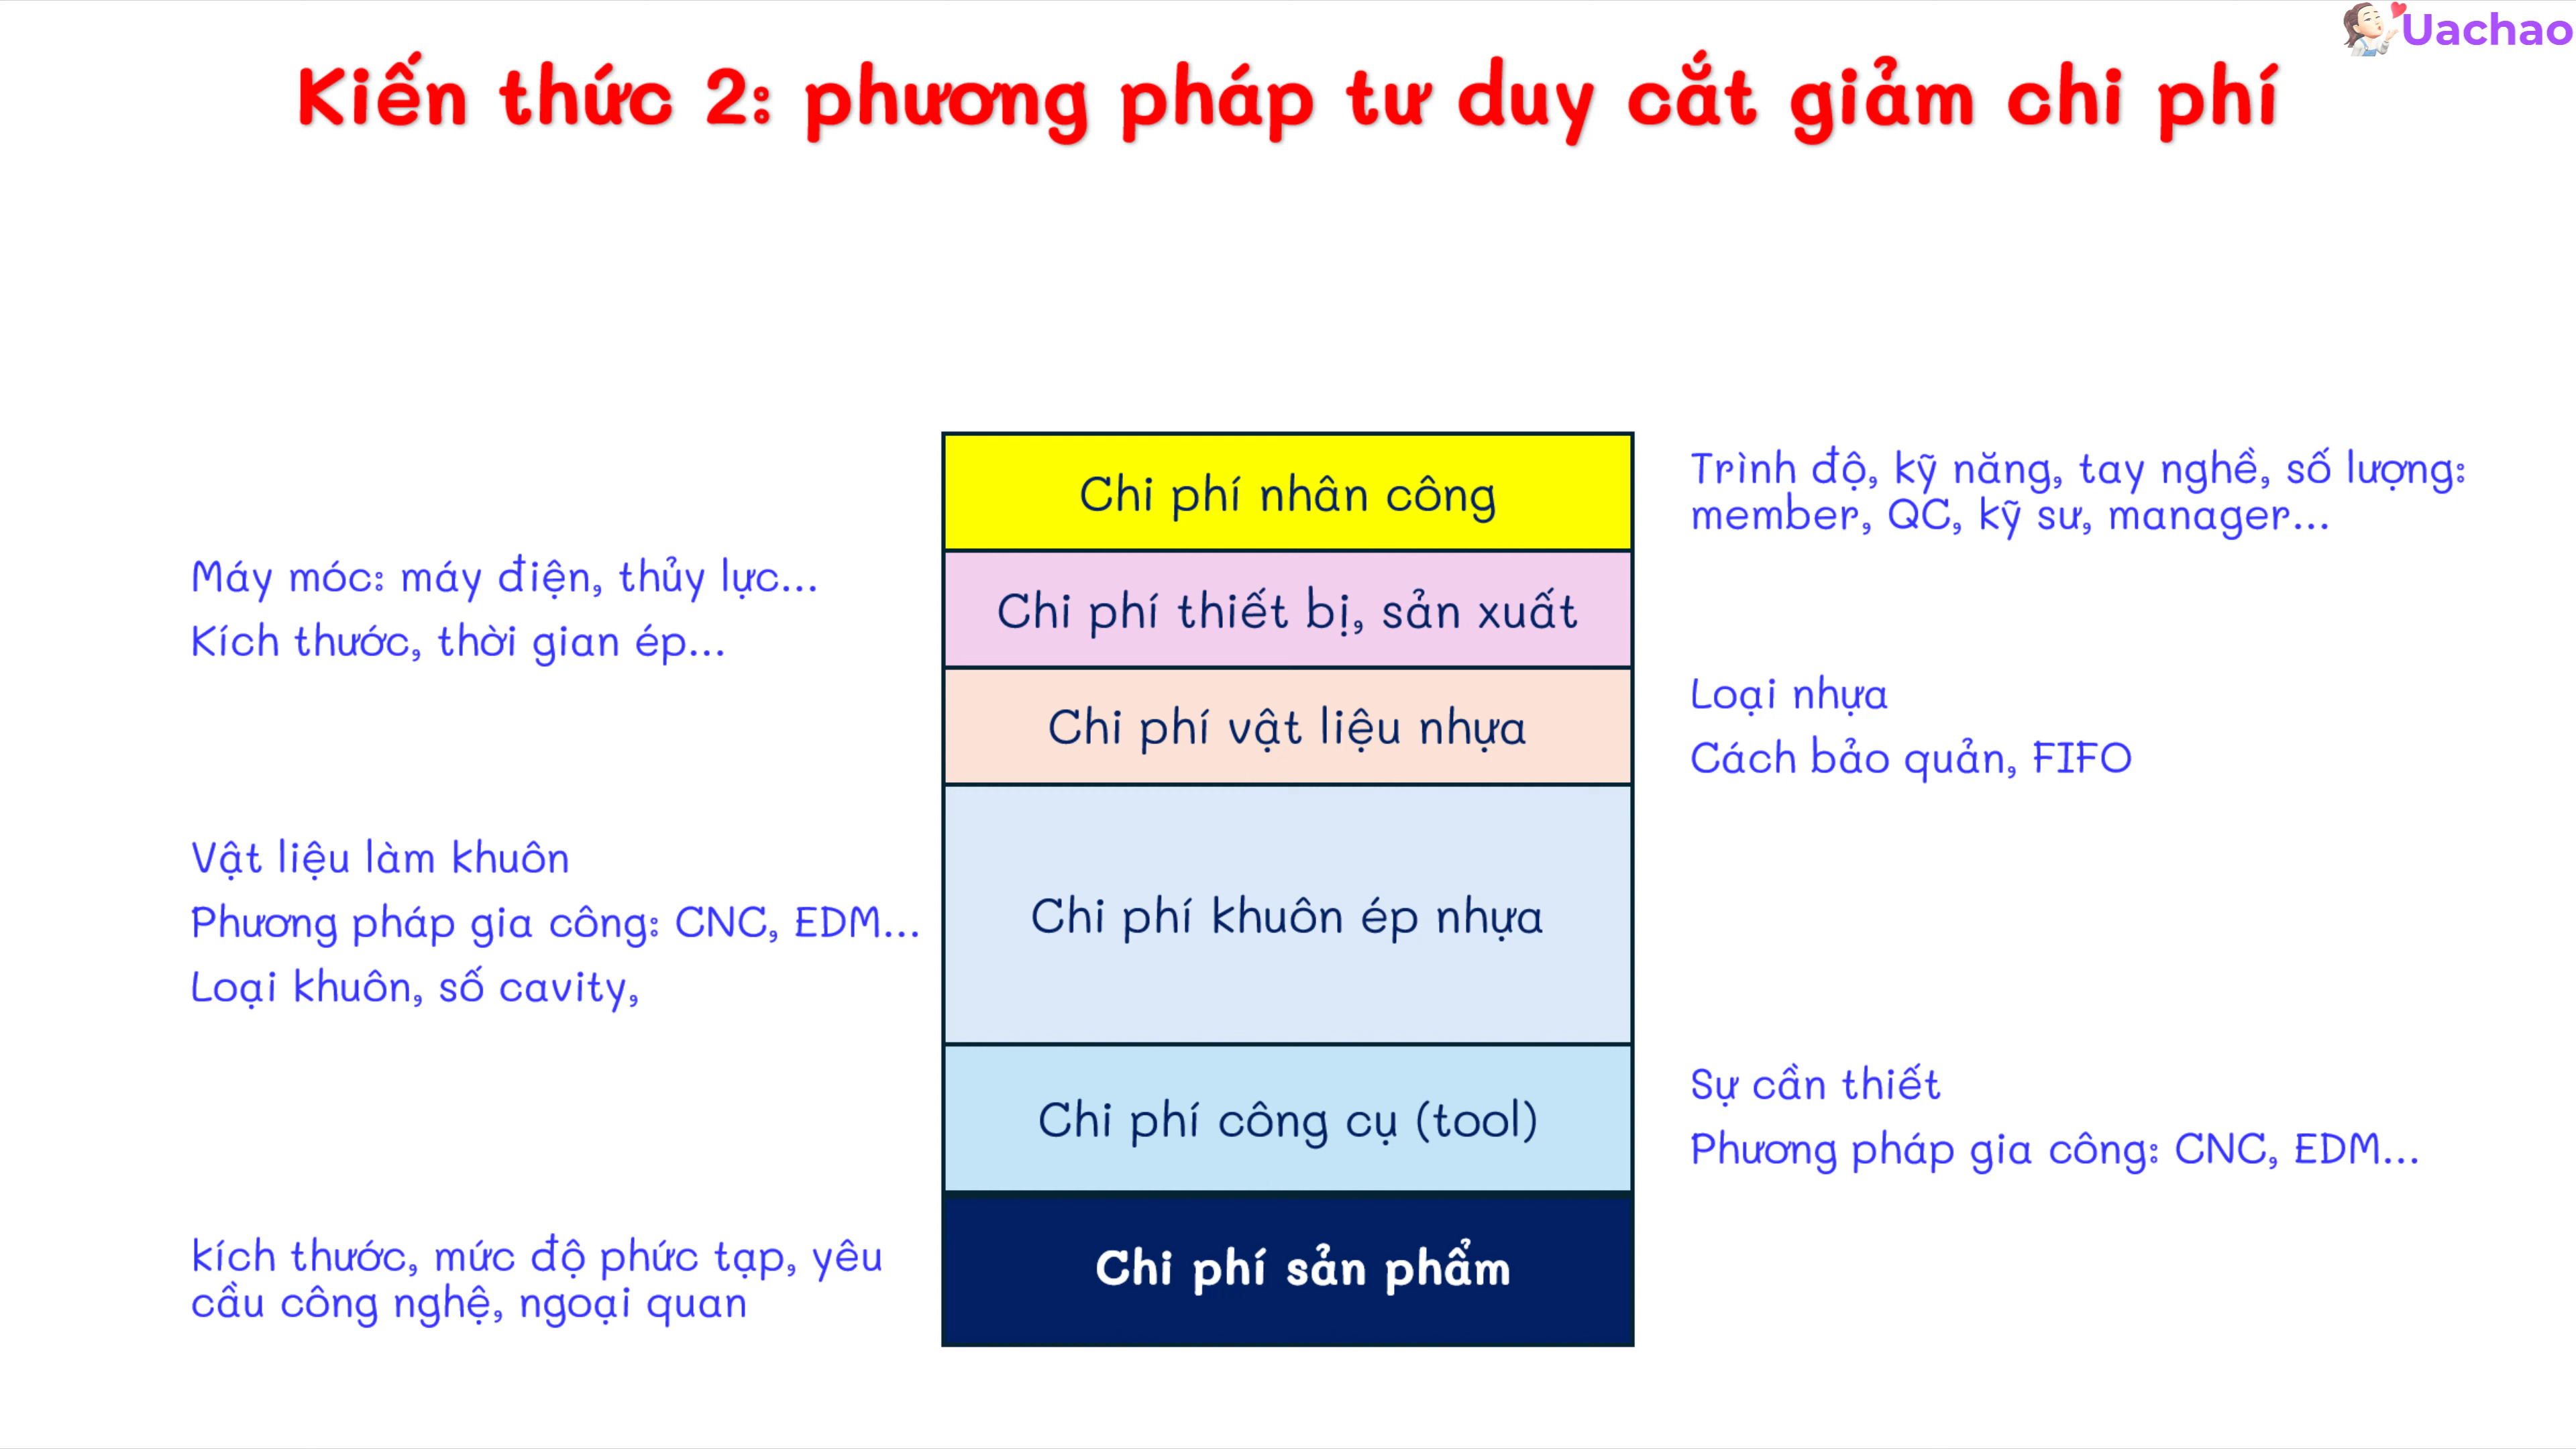 Uachao
Kiến thức 2: phương pháp tư duy cắt giảm chi phí
Chi phí nhân công
Trình độ, kỹ năng, tay nghề, số lượng:
member, QC, kỹ sư, manager...
Máy móc: máy điện, thủy lực...
Kích thước, thời gian ép...
Chi phí thiết bị, sản xuất
Chi phí vật liệu nhựa
Loại nhựa
Cách bảo quản, FIFO
Vật liệu làm khuôn
Phương pháp gia công: CNC, EDM...
Loại khuôn, số cavity,
Chi phí khuôn ép nhựa
Chi phí công cụ (tool)
Sự cần thiết
Phương pháp gia công: CNC, EDM...
kích thước, mức độ phức tạp, yêu
cầu công nghệ, ngoại quan
Chi phí sản phẩm